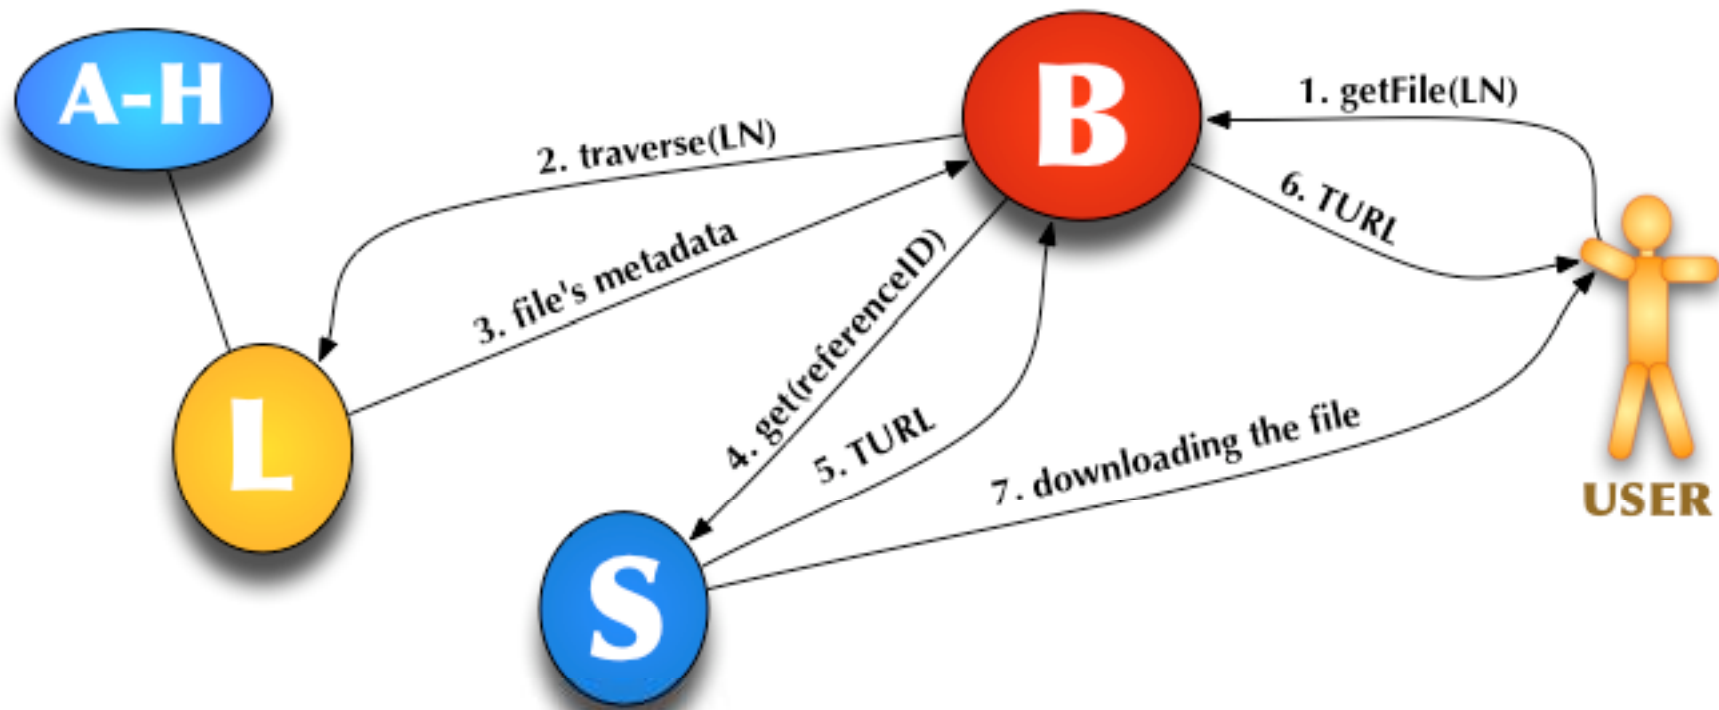 A-H
B
1. getFile(LN)
2. traverse(LN)
6. TURL
3. file's metadata
4. get(referenceID)
L
5. TURL
7. downloading the file
USER
S